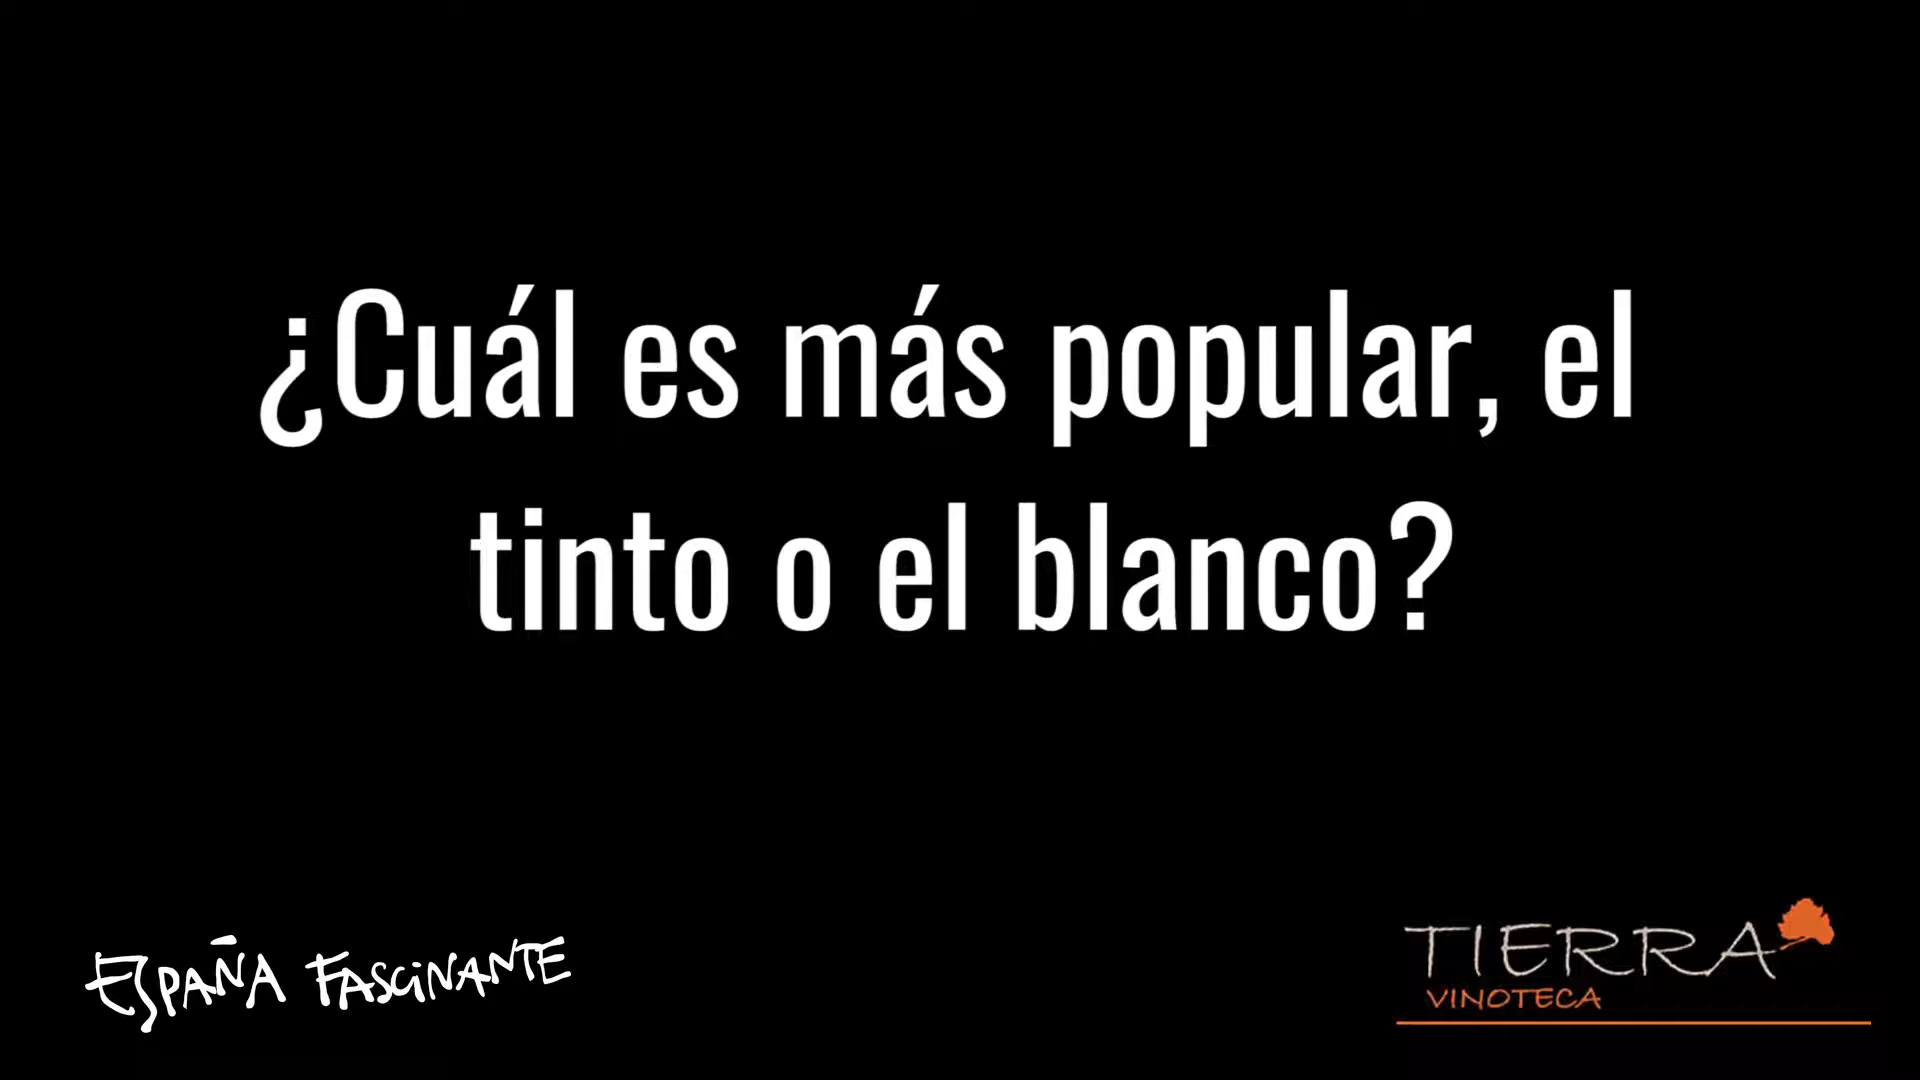 ¿Cuál es más popular, el
tinto o el blanco?
ESPAÑA FASCINANTE
TIERRA
VINOTECA